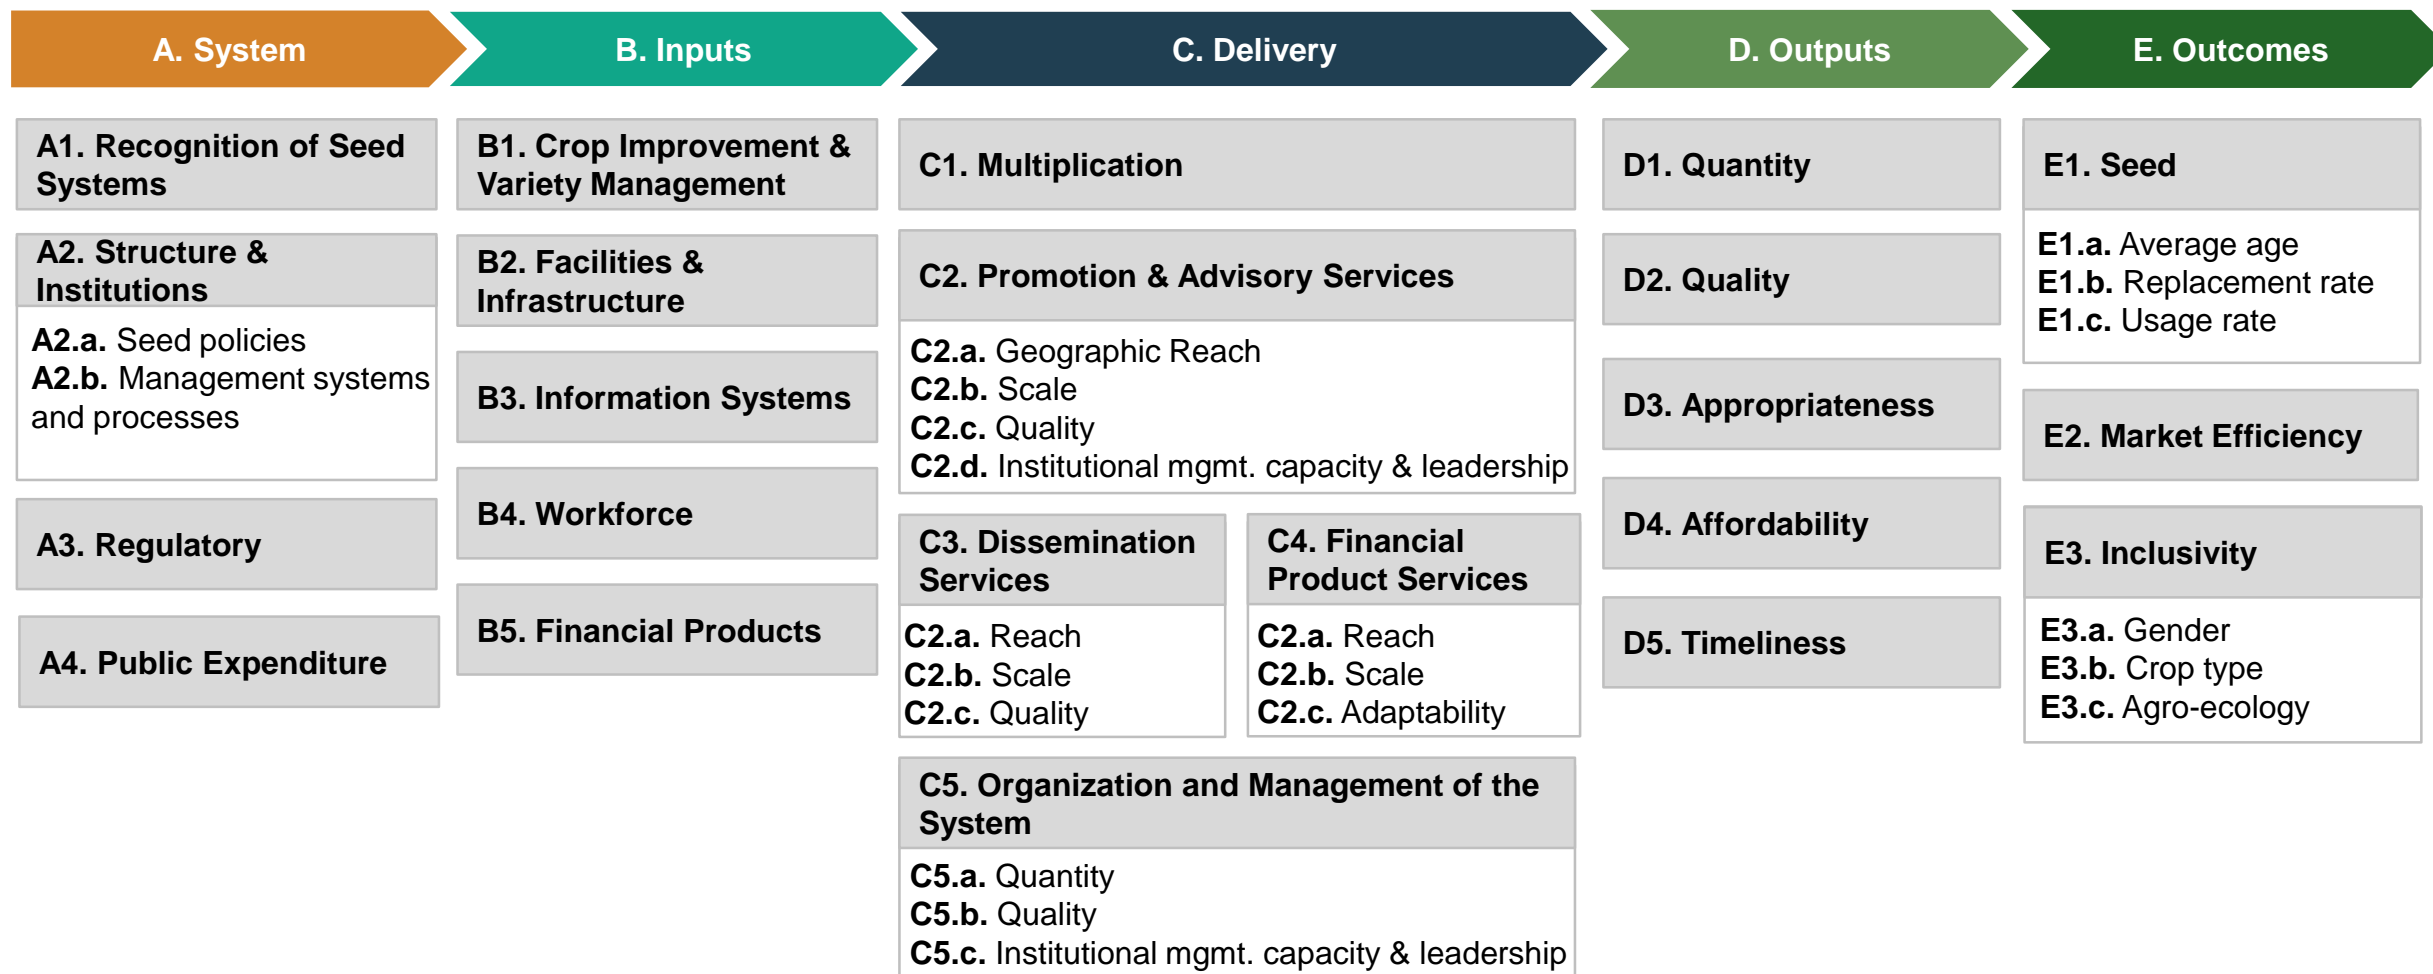 A. System
B. Inputs
C. Delivery
D. Outputs
E. Outcomes
A1. Recognition of Seed
Systems
A2. Structure &
Institutions
A2.a. Seed policies
A2.b. Management systems
and processes
A3. Regulatory
A4. Public Expenditure
B1. Crop Improvement &
Variety Management
B2. Facilities &
Infrastructure
B3. Information Systems
B4. Workforce
B5. Financial Products
C1. Multiplication
C2. Promotion & Advisory Services
C2.a. Geographic Reach
C2.b. Scale
C2.c. Quality
C2.d. Institutional mgmt. capacity & leadership
C3. Dissemination
Services
C2.a. Reach
C2.b. Scale
C2.c. Quality
C4. Financial
Product Services
C2.a. Reach
C2.b. Scale
C2.c. Adaptability
C5. Organization and Management of the
System
C5.a. Quantity
C5.b. Quality
C5.c. Institutional mgmt. capacity & leadership
D1. Quantity
D2. Quality
D3. Appropriateness
D4. Affordability
D5. Timeliness
E1. Seed
E1.a. Average age
E1.b. Replacement rate
E1.c. Usage rate
E2. Market Efficiency
E3. Inclusivity
E3.a. Gender
E3.b. Crop type
E3.c. Agro-ecology